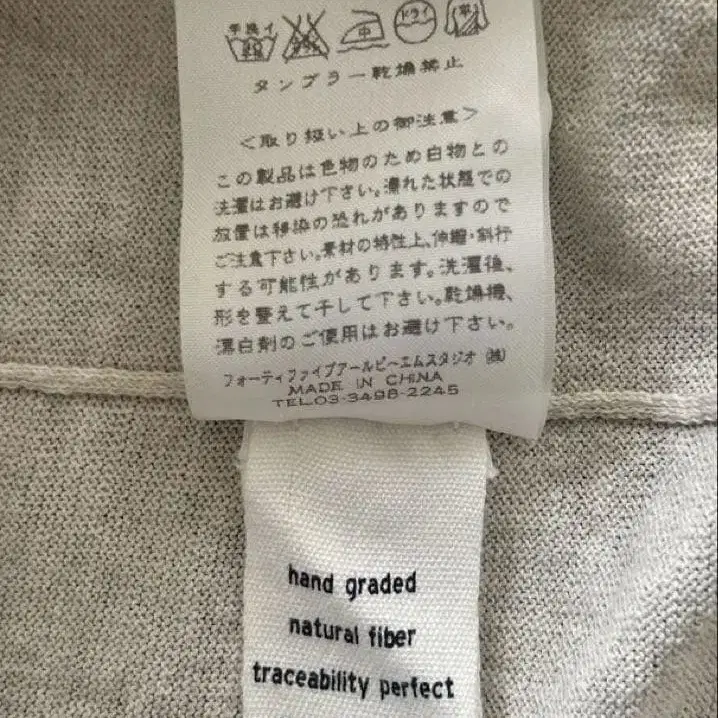 手洗イ
中
ドライ
平
タンブラー乾燥禁止
<取り扱い上の御注意>
この製品は色物のため白物との
洗濯はお避け下さい。濡れた状態での
放置は移染の恐れがありますので
ご注意下さい。素材の特性上、伸縮・斜行
する可能性があります。洗濯後、
形を整えて干して下さい。乾燥機、
漂白剤のご使用はお避け下さい。
フォーティファイブアールピーエムスタジオ㈱
MADE IN CHINA
TEL03-3498-2245
hand graded
natural fiber
traceability perfect